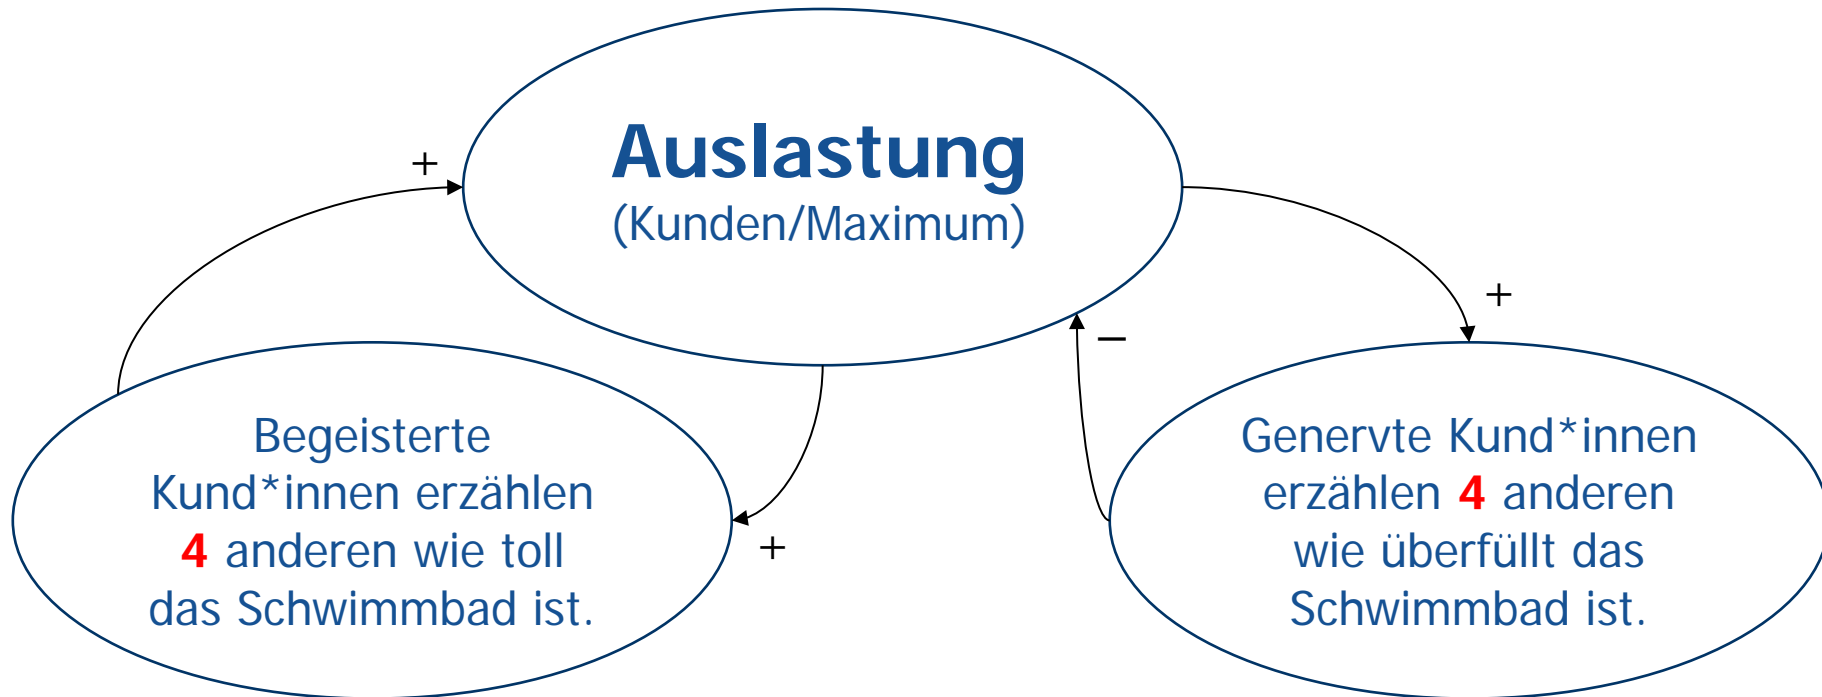 Auslastung
(Kunden/Maximum)
+
+
–
Begeisterte
Kund*innen erzählen
4 anderen wie toll
das Schwimmbad ist.
+
Genervte Kund*innen
erzählen 4 anderen
wie überfüllt das
Schwimmbad ist.